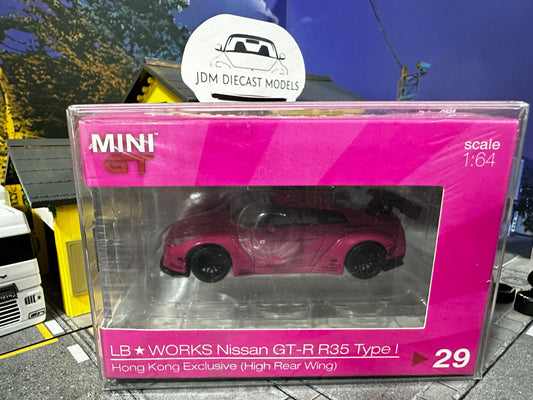 JDM DIECAST MODELS
MINI
GT
scale
1:64
LB★WORKS Nissan GT-R R35 Type I
29
Hong Kong Exclusive (High Rear Wing)